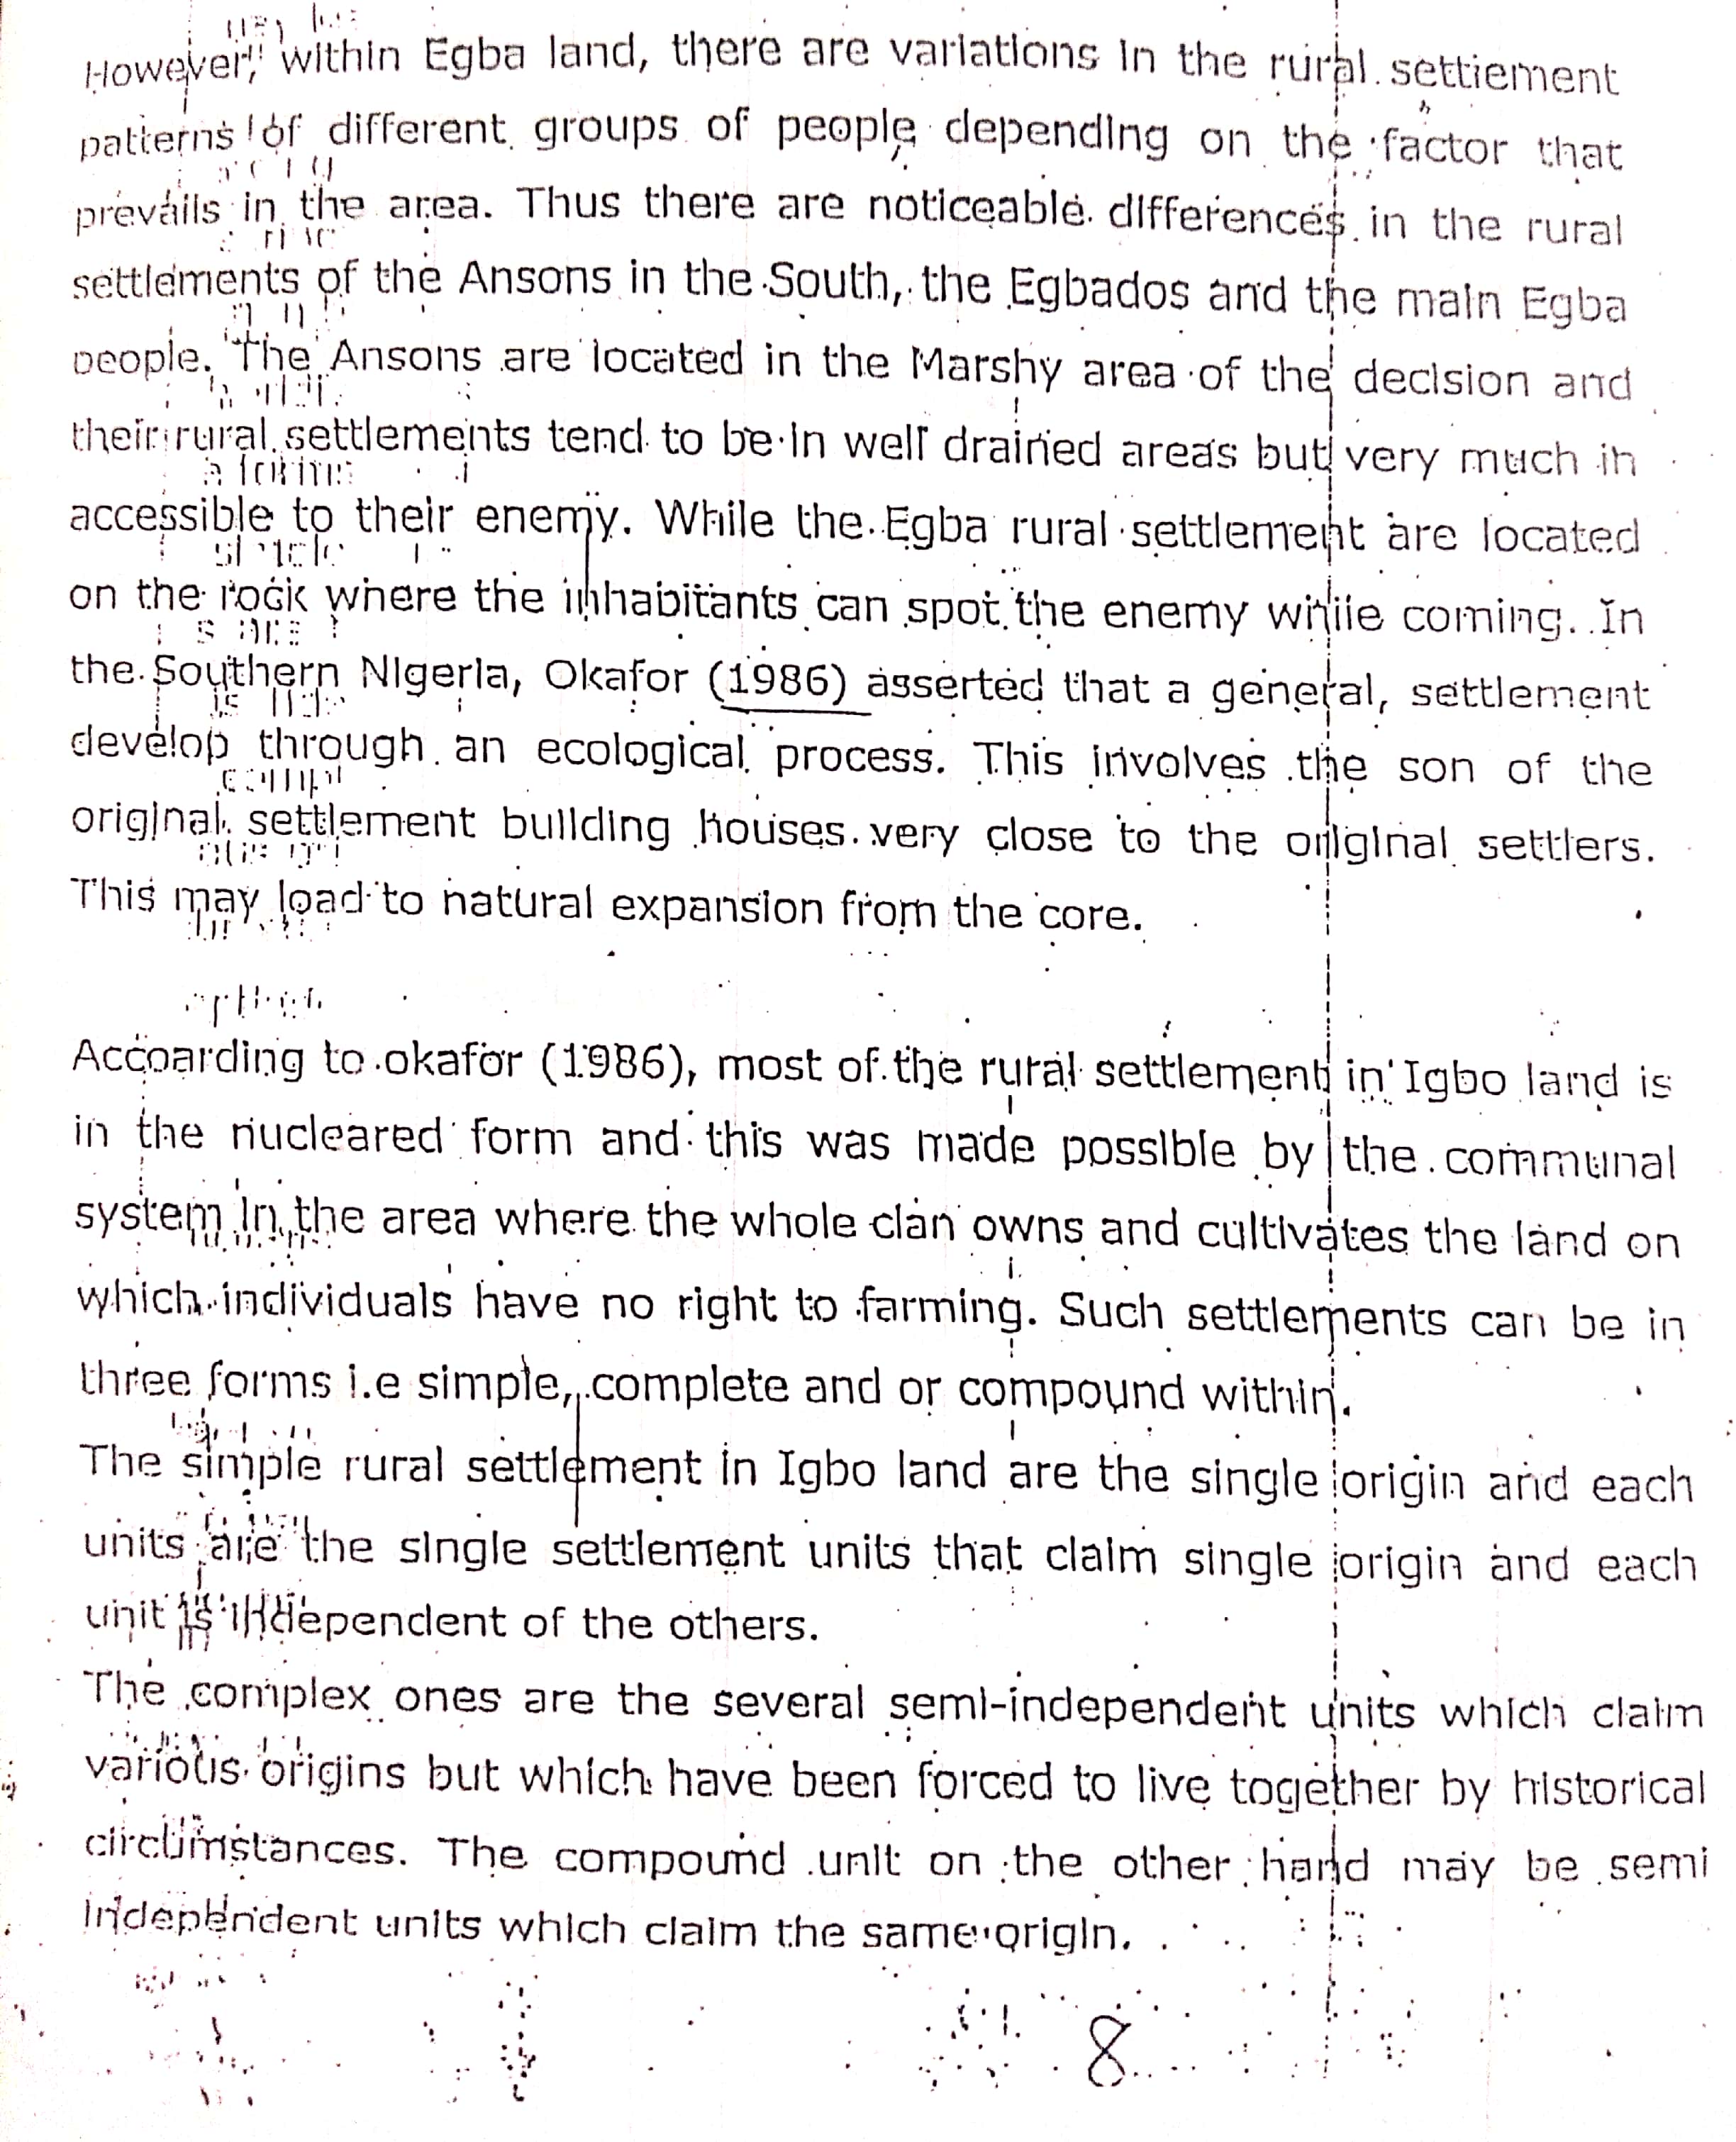 However, within Egba land, there are variations in the rural settlement
patterns of different groups of people depending on the factor that
prevails in the area. Thus there are noticeable differences in the rural
settlements of the Ansons in the South, the Egbados and the main Egba
people. The Ansons are located in the Marshy area of the decision and
their rural settlements tend to be in well drained areas but very much in
accessible to their enemy. While the Egba rural settlement are located
on the rock where the inhabitants can spot the enemy while coming. In
the Southern Nigeria, Okafor (1986) asserted that a general, settlement
develop through an ecological process. This involves the son of the
original settlement building houses very close to the original settlers.
This may load to natural expansion from the core.
Accoarding to okafor (1986), most of the rural settlement in Igbo land is
in the nucleared form and this was made possible by the communal
system in the area where the whole clan owns and cultivates the land on
which individuals have no right to farming. Such settlements can be in
three forms i.e simple, complete and or compound within.
The simple rural settlement in Igbo land are the single origin and each
units are the single settlement units that claim single origin and each
unit is independent of the others.
The complex ones are the several semi-independent units which claim
various origins but which have been forced to live together by historical
circumstances. The compound unit on the other hand may be semi
independent units which claim the same origin.
8